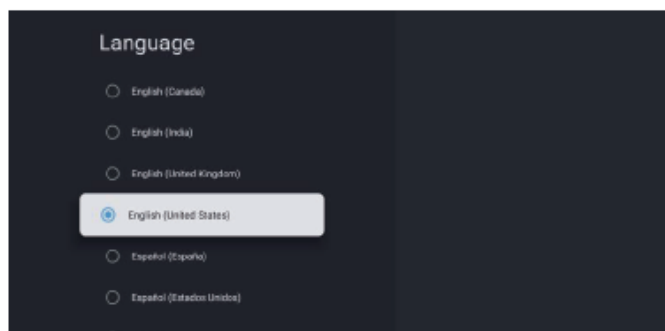 Language
English (Canada)
English (India)
English (United Kingdom)
English (United States)
Español (España)
Español (Estados Unidos)